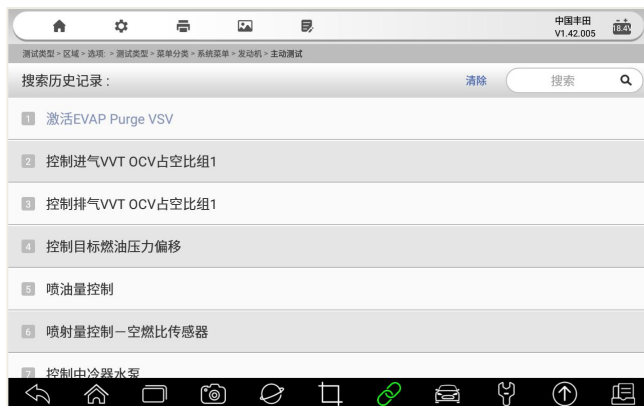 中国丰田
V1.42.005
18.4V
测试类型 > 区域 > 选项: > 测试类型 > 菜单分类 > 系统菜单 > 发动机 > 主动测试
搜索历史记录 :
清除
搜索
1 激活EVAP Purge VSV
2 控制进气VVT OCV占空比组1
3 控制排气VVT OCV占空比组1
4 控制目标燃油压力偏移
5 喷油量控制
6 喷射量控制－空燃比传感器
7 控制中冷器水泵